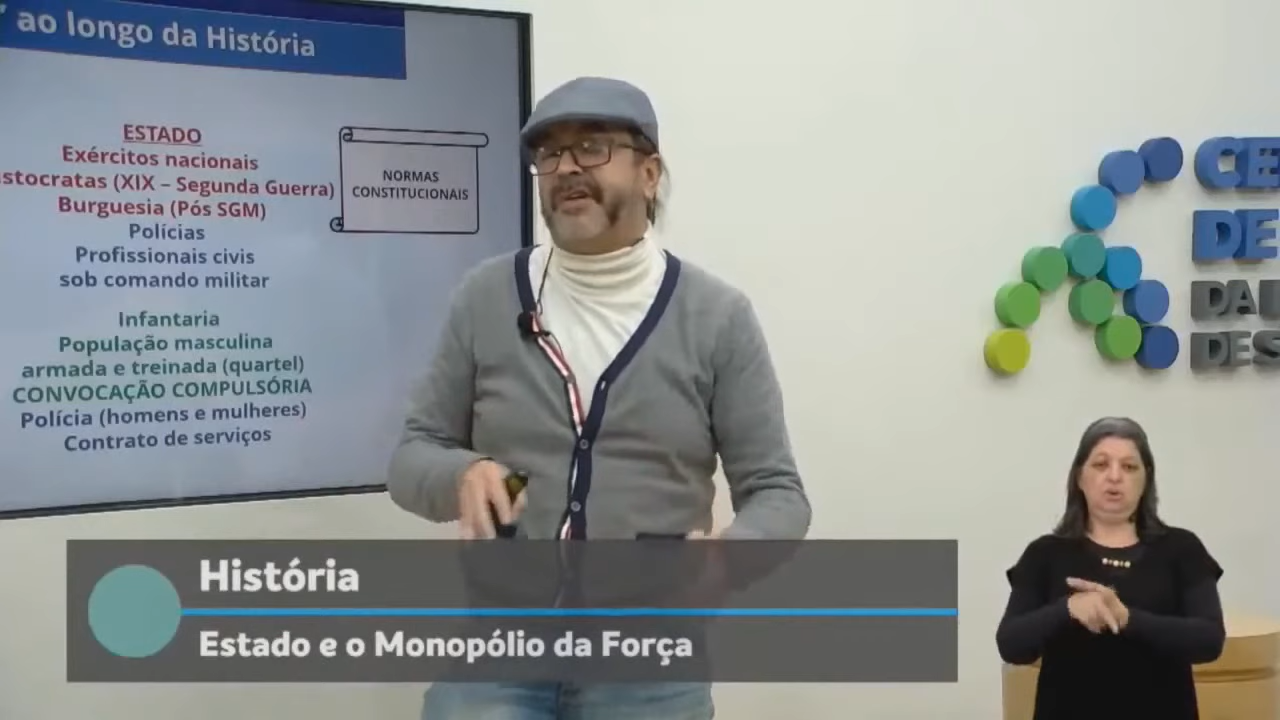 ao longo da História
ESTADO
Exércitos nacionais
stocratas (XIX – Segunda Guerra)
Burguesia (Pós SGM)
Polícias
Profissionais civis
sob comando militar
Infantaria
População masculina
armada e treinada (quartel)
CONVOCAÇÃO COMPULSÓRIA
Polícia (homens e mulheres)
Contrato de serviços
NORMAS
CONSTITUCIONAIS
CE
DE
DA
DES
História
Estado e o Monopólio da Força